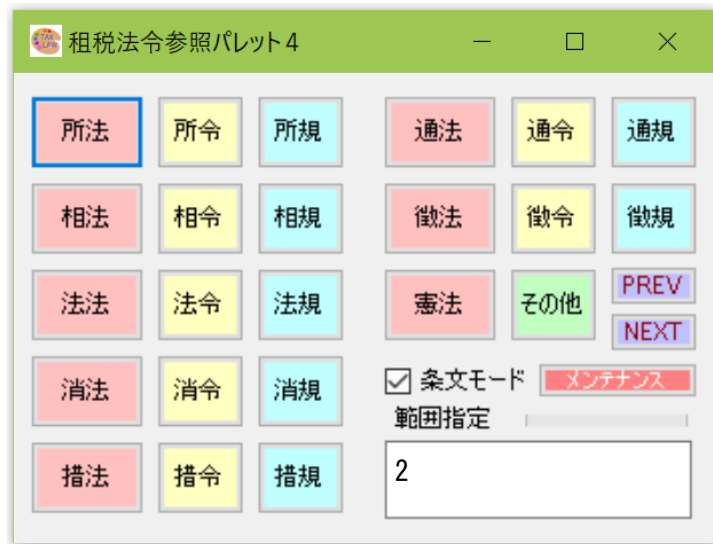 租税法令参照パレット4
所法 所令 所規 通法 通令 通規
相法 相令 相規 徴法 徴令 徴規
法法 法令 法規 憲法 その他 PREV
NEXT
消法 消令 消規 条文モード メンテナンス
範囲指定
措法 措令 措規 2